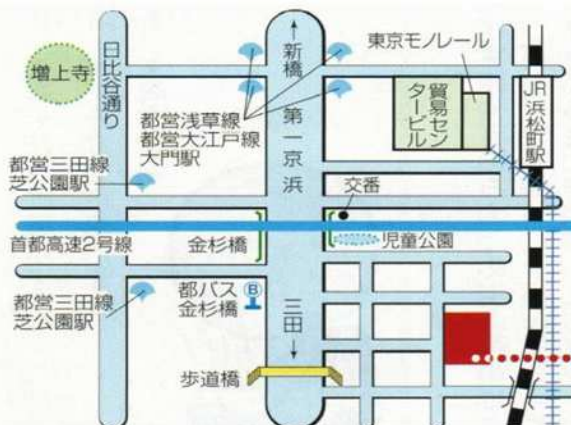 増上寺
日比谷通り
新橋
第一京浜
東京モノレール
貿易セン
タービル
JR浜松町駅
都営浅草線
都営大江戸線
大門駅
都営三田線
芝公園駅
交番
首都高速2号線
金杉橋
児童公園
都営三田線
芝公園駅
都バス
金杉橋
B
三田
歩道橋